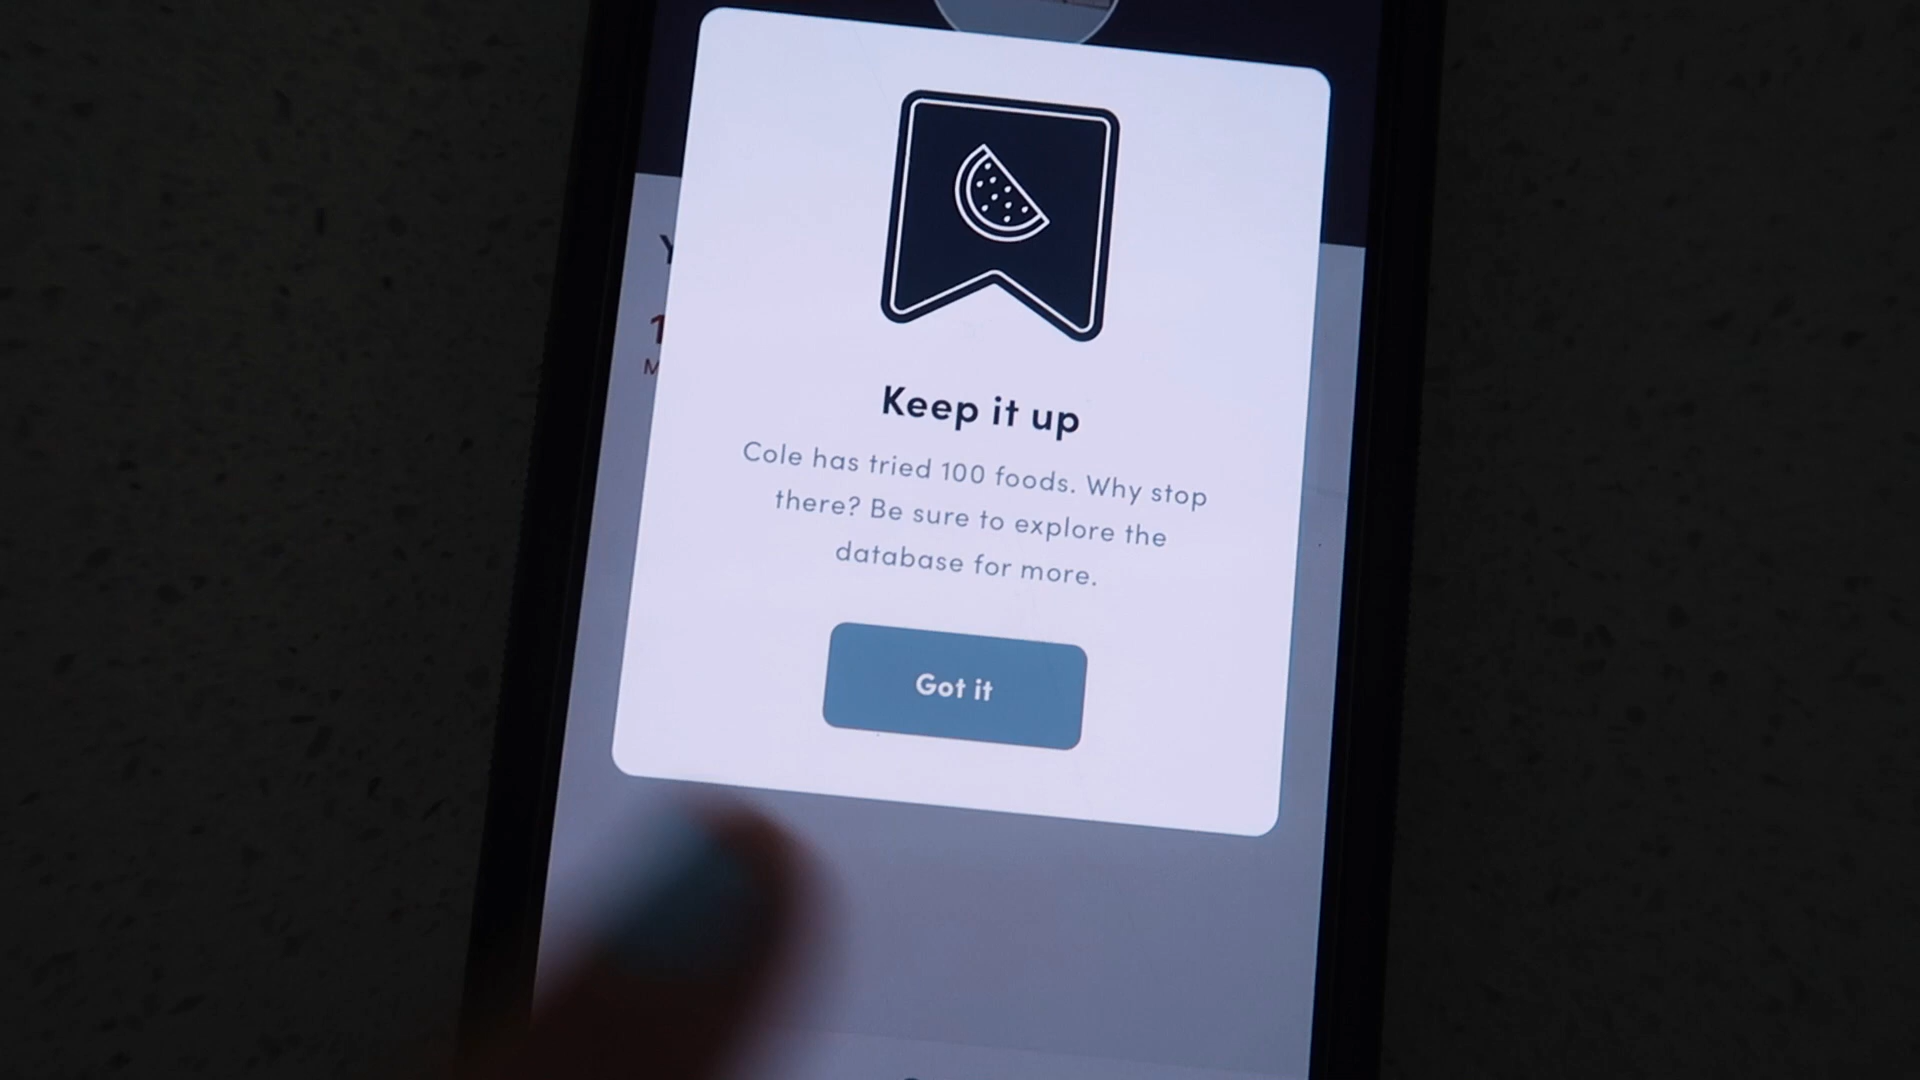 Keep it up
Cole has tried 100 foods. Why stop
there? Be sure to explore the
database for more.
Got it